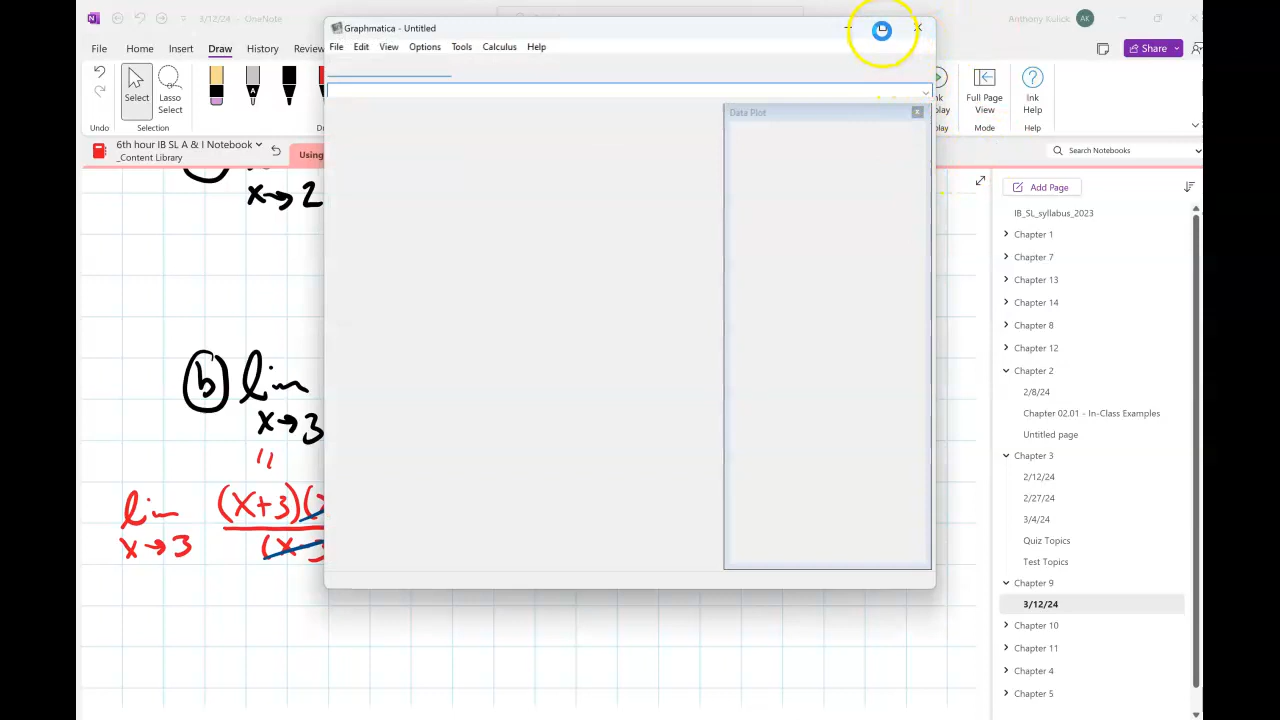 3/12/24 - OneNote
Anthony Kulick
AK
Graphmatica - Untitled
File Edit View Options Tools Calculus Help
File Home Insert Draw History Review
Share
Select
Lasso
Select
Full Page
View
Ink
Help
Undo
Selection
Mode
Help
Data Plot
6th hour IB SL A & I Notebook
_Content Library
Using
Search Notebooks
Add Page
IB_SL_syllabus_2023
Chapter 1
Chapter 7
Chapter 13
Chapter 14
Chapter 8
Chapter 12
Chapter 2
2/8/24
Chapter 02.01 - In-Class Examples
Untitled page
Chapter 3
2/12/24
2/27/24
3/4/24
Quiz Topics
Test Topics
Chapter 9
3/12/24
Chapter 10
Chapter 11
Chapter 4
Chapter 5
x→2
b lim
x→3
"
lim (x+3)(
x→3 (x-3